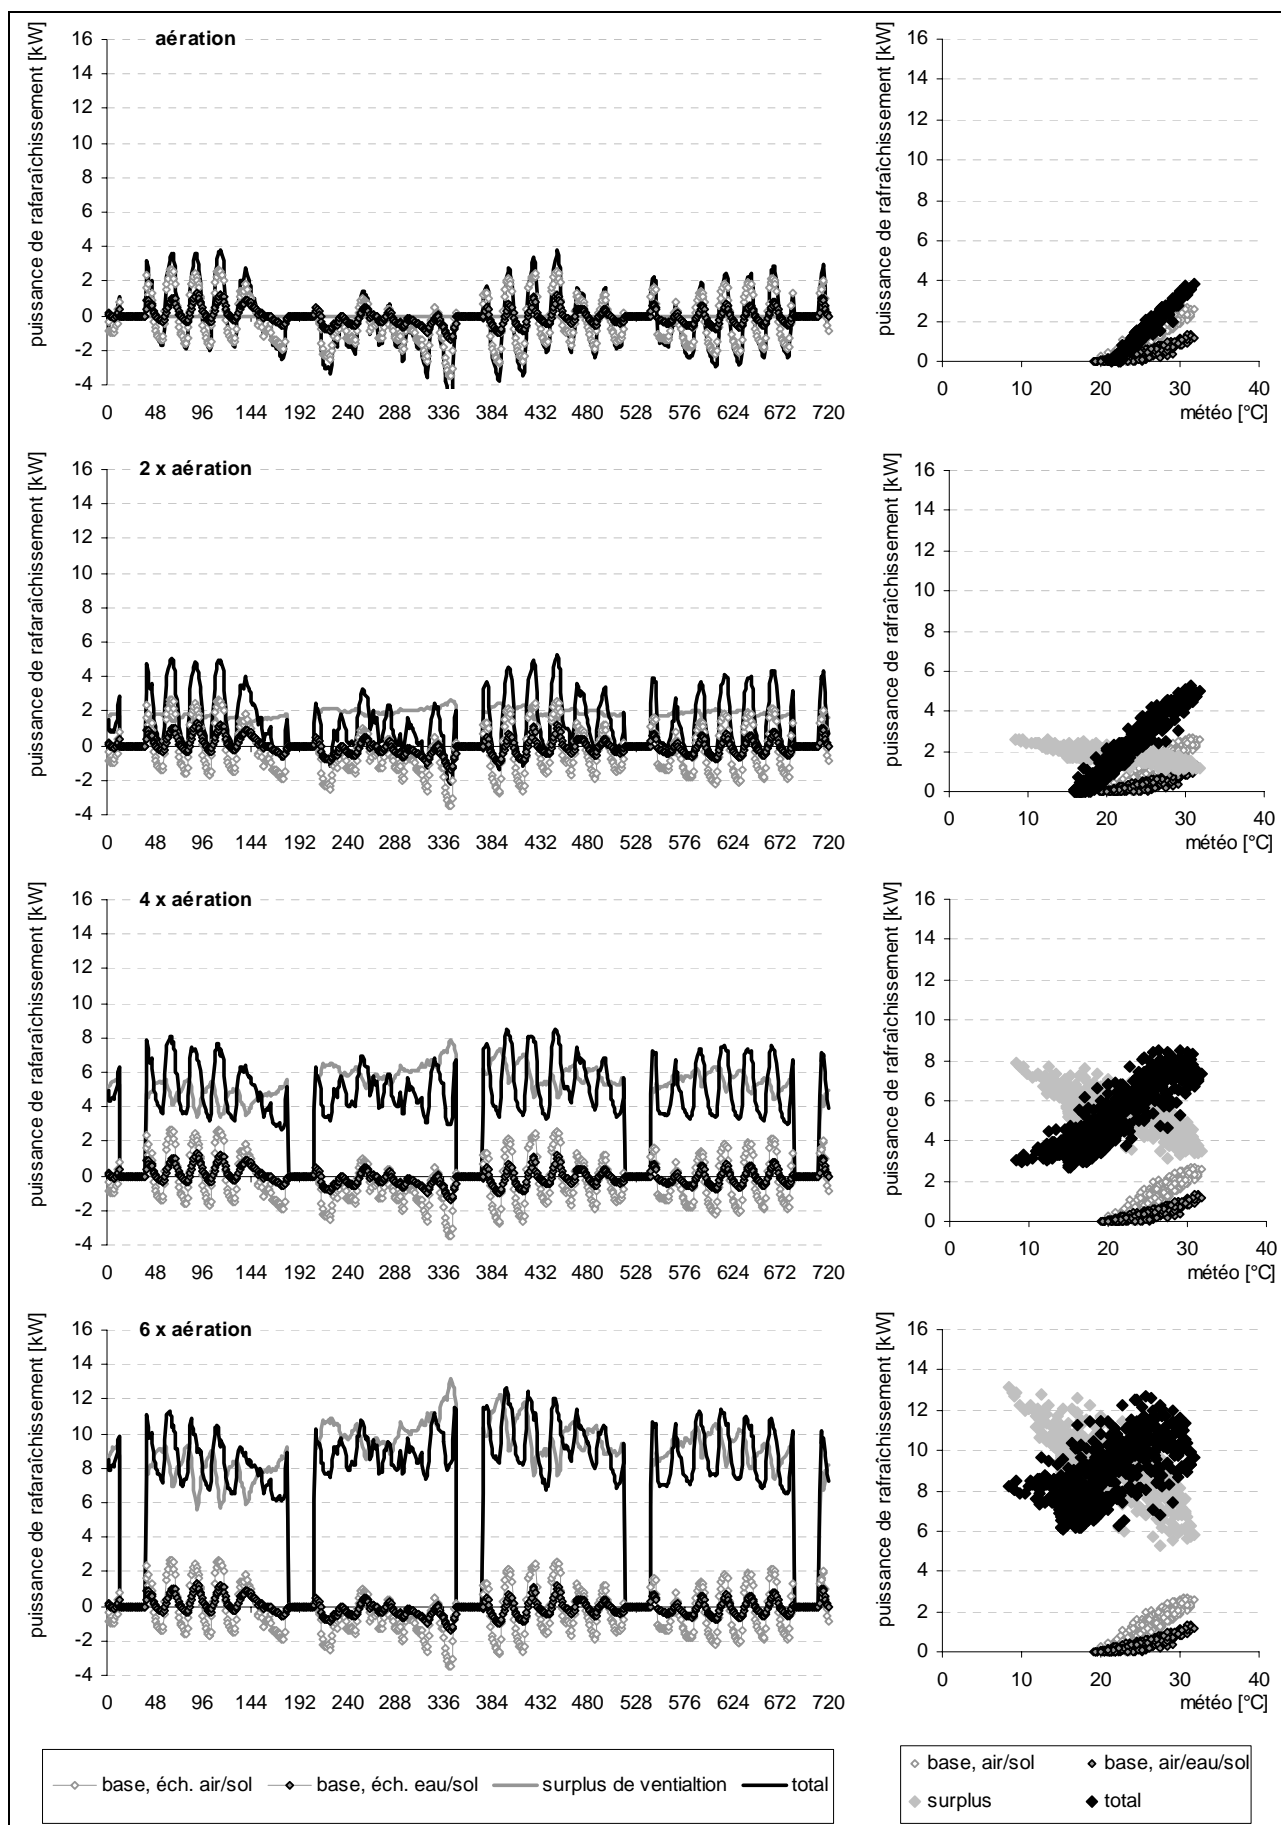 aération
puissance de rafaraîchissement [kW]
16
14
12
10
8
6
4
2
0
-2
-4
0 48 96 144 192 240 288 336 384 432 480 528 576 624 672 720
puissance de rafraîchissement [kW]
16
14
12
10
8
6
4
2
0
0 10 20 30 40
météo [°C]
2 x aération
puissance de rafaraîchissement [kW]
16
14
12
10
8
6
4
2
0
-2
-4
0 48 96 144 192 240 288 336 384 432 480 528 576 624 672 720
puissance de rafraîchissement [kW]
16
14
12
10
8
6
4
2
0
0 10 20 30 40
météo [°C]
4 x aération
puissance de rafaraîchissement [kW]
16
14
12
10
8
6
4
2
0
-2
-4
0 48 96 144 192 240 288 336 384 432 480 528 576 624 672 720
puissance de rafraîchissement [kW]
16
14
12
10
8
6
4
2
0
0 10 20 30 40
météo [°C]
6 x aération
puissance de rafaraîchissement [kW]
16
14
12
10
8
6
4
2
0
-2
-4
0 48 96 144 192 240 288 336 384 432 480 528 576 624 672 720
puissance de rafraîchissement [kW]
16
14
12
10
8
6
4
2
0
0 10 20 30 40
météo [°C]
base, éch. air/sol base, éch. eau/sol surplus de ventialtion total
base, air/sol base, air/eau/sol
surplus total